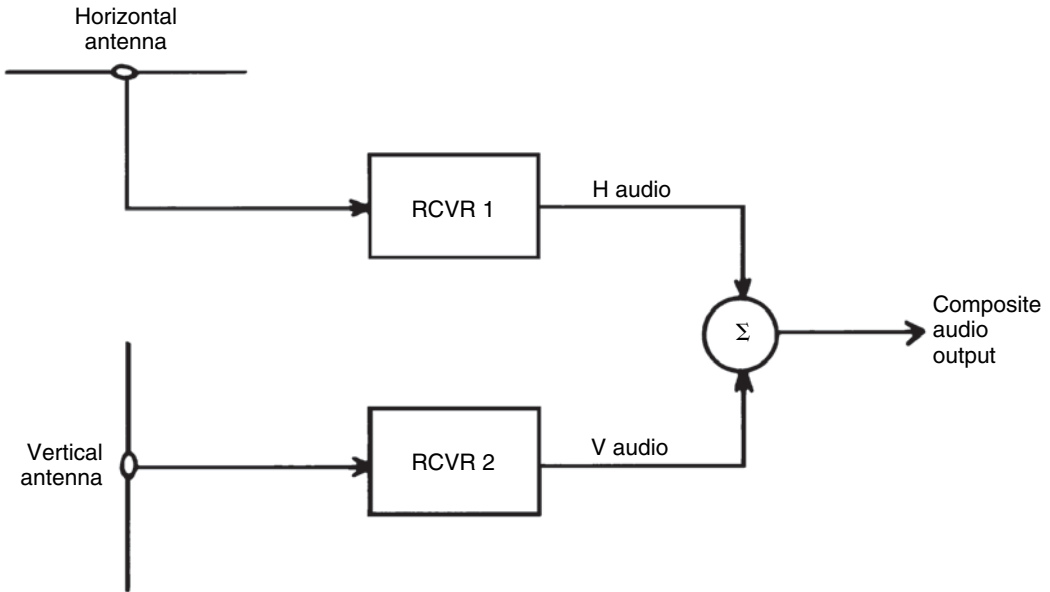 Horizontal
antenna
RCVR 1
H audio
Σ
Composite
audio
output
Vertical
antenna
RCVR 2
V audio